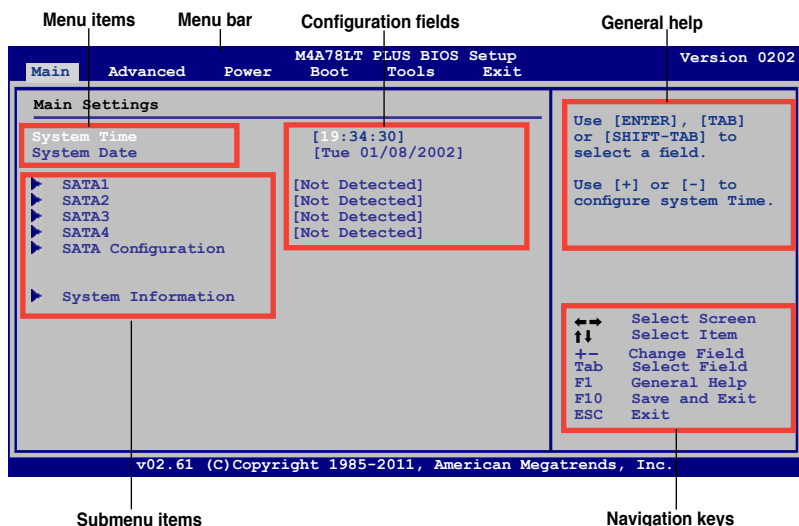 Menu items Menu bar Configuration fields General help
M4A78LT PLUS BIOS Setup Version 0202
Main Advanced Power Boot Tools Exit
Main Settings
System Time [19:34:30]
System Date [Tue 01/08/2002]
SATA1 [Not Detected]
SATA2 [Not Detected]
SATA3 [Not Detected]
SATA4 [Not Detected]
SATA Configuration
System Information
Use [ENTER], [TAB]
or [SHIFT-TAB] to
select a field.
Use [+] or [-] to
configure system Time.
←→ Select Screen
↑↓ Select Item
+- Change Field
Tab Select Field
F1 General Help
F10 Save and Exit
ESC Exit
v02.61 (C)Copyright 1985-2011, American Megatrends, Inc.
Submenu items Navigation keys